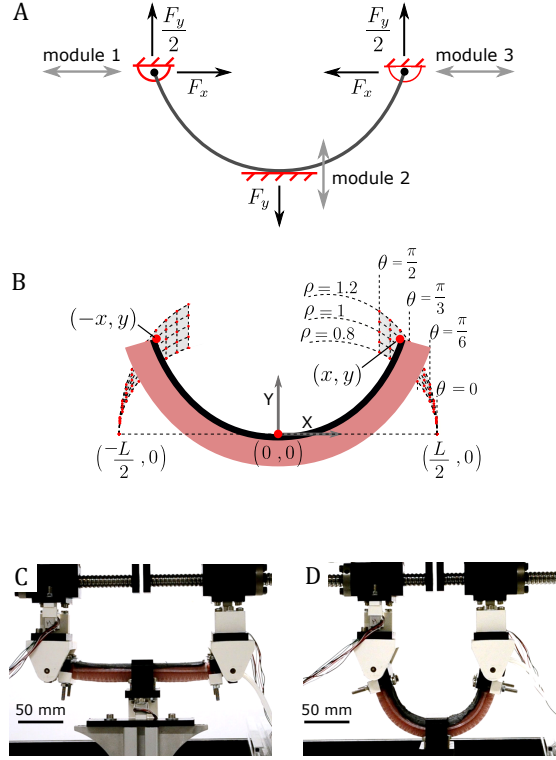 A
F_y/2
F_y/2
module 1
module 3
F_x
F_x
module 2
F_y
B
θ = π/2
ρ = 1.2
(−x, y)
θ = π/3
ρ = 1
ρ = 0.8
θ = π/6
(x, y)
θ = 0
Y
X
(−L/2, 0)
(0, 0)
(L/2, 0)
C
D
50 mm
50 mm